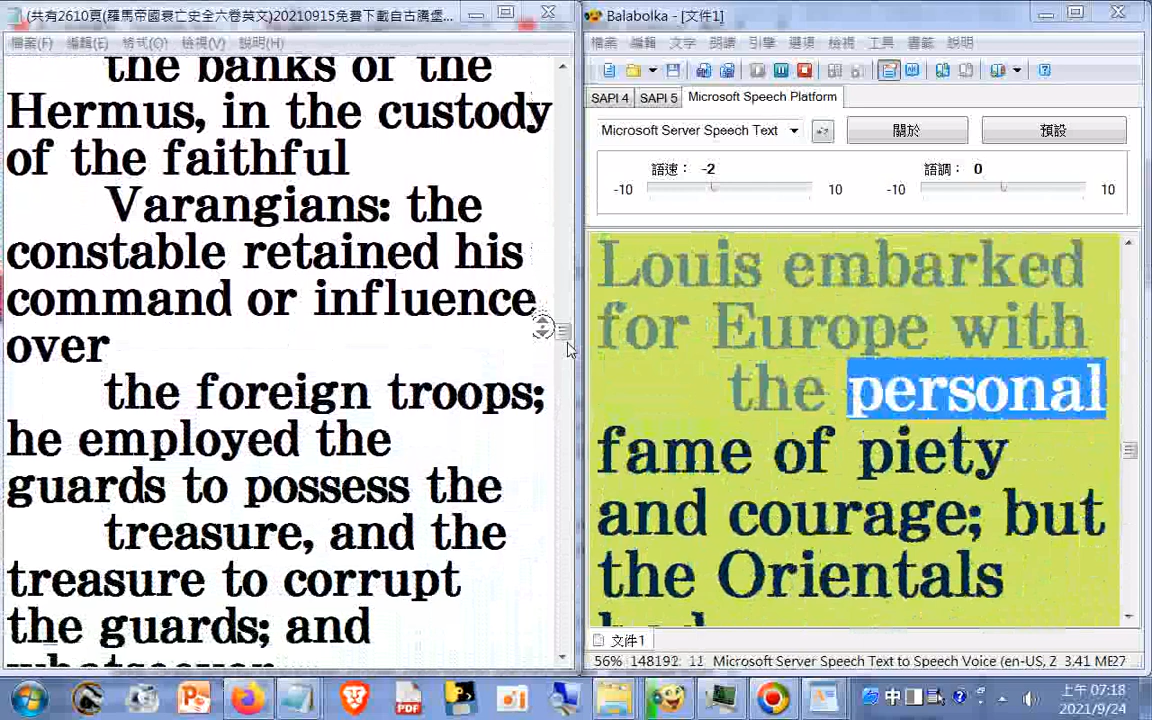 (共有2610頁(羅馬帝國衰亡史全六卷英文)20210915免費下載自古騰堡...
檔案(F) 編輯(E) 格式(O) 檢視(V) 說明(H)
the banks of the
Hermus, in the custody
of the faithful
Varangians: the
constable retained his
command or influence
over
the foreign troops;
he employed the
guards to possess the
treasure, and the
treasure to corrupt
the guards; and
whatsoever
Balabolka - [文件1]
檔案 編輯 文字 朗讀 引擎 選項 檢視 工具 書籤 說明
SAPI 4 SAPI 5 Microsoft Speech Platform
Microsoft Server Speech Text 關於 預設
語速： -2 語調： 0
-10 10 -10 10
Louis embarked
for Europe with
the personal
fame of piety
and courage; but
the Orientals
文件1
56% 148192: 11 Microsoft Server Speech Text to Speech Voice (en-US, Z 3.41 ME27
中
上午 07:18
2021/9/24